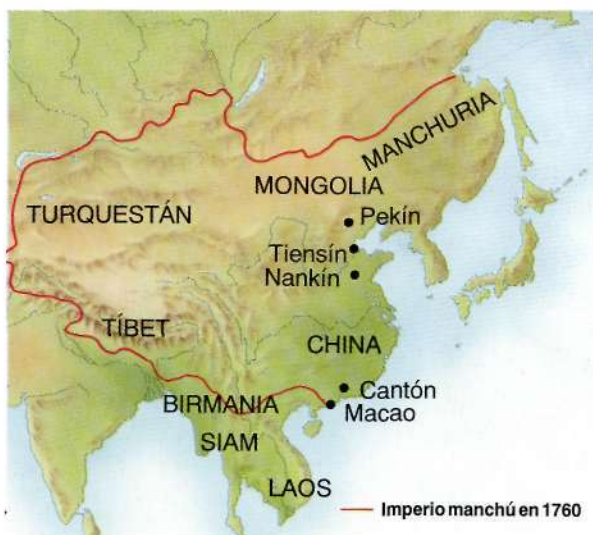 MANCHURIA
MONGOLIA
TURQUESTÁN
Pekín
Tiensín
Nankín
TÍBET
CHINA
Cantón
BIRMANIA
Macao
SIAM
LAOS
Imperio manchú en 1760